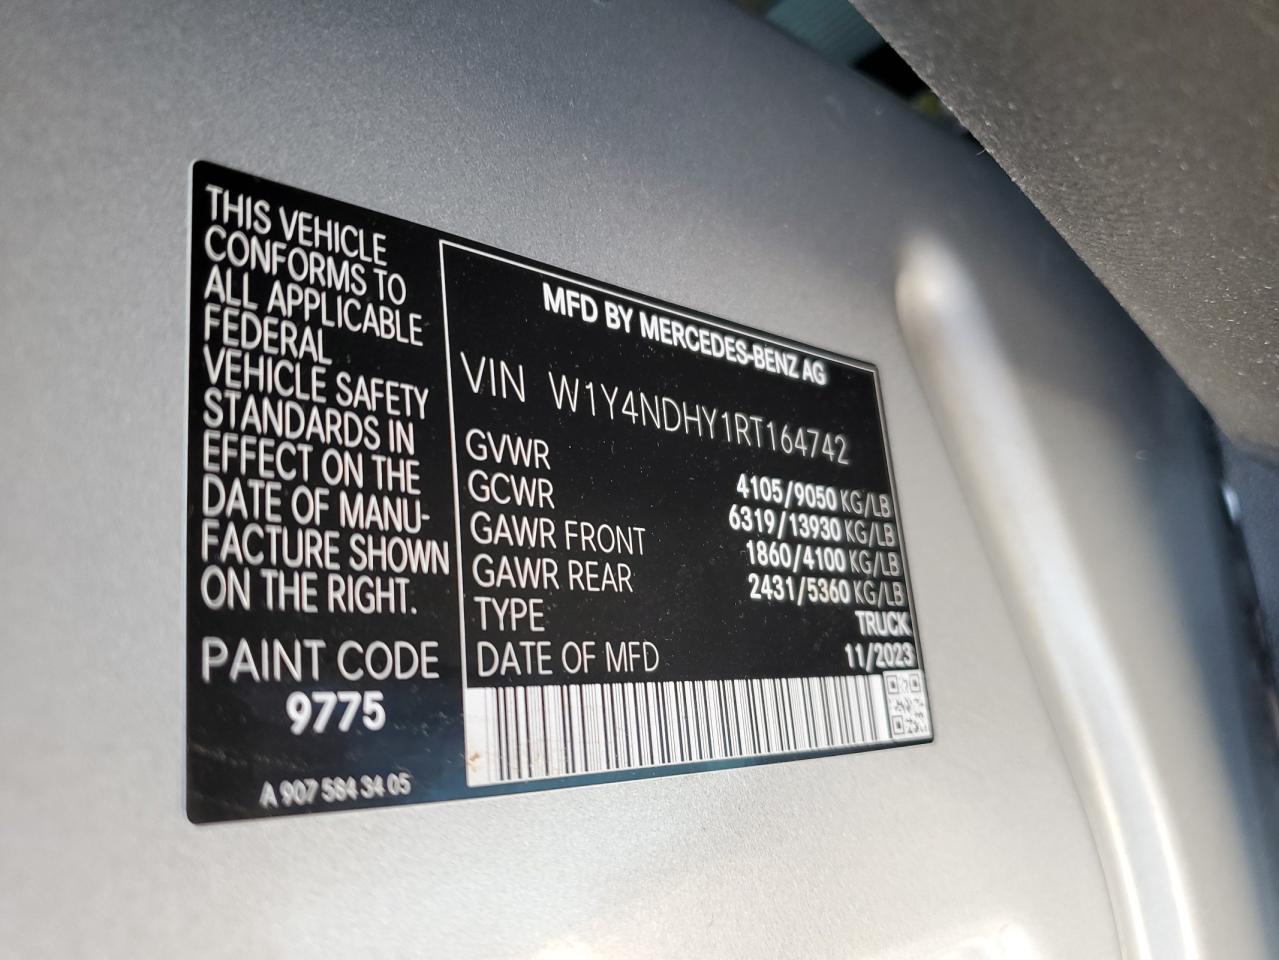 THIS VEHICLE
CONFORMS TO
ALL APPLICABLE
FEDERAL
VEHICLE SAFETY
STANDARDS IN
EFFECT ON THE
DATE OF MANU-
FACTURE SHOWN
ON THE RIGHT.
PAINT CODE
9775
A 907 584 34 05
MFD BY MERCEDES-BENZ AG
VIN W1Y4NDHY1RT164742
GVWR 4105/9050 KG/LB
GCWR 6319/13930 KG/LB
GAWR FRONT 1860/4100 KG/LB
GAWR REAR 2431/5360 KG/LB
TYPE TRUCK
DATE OF MFD 11/2023